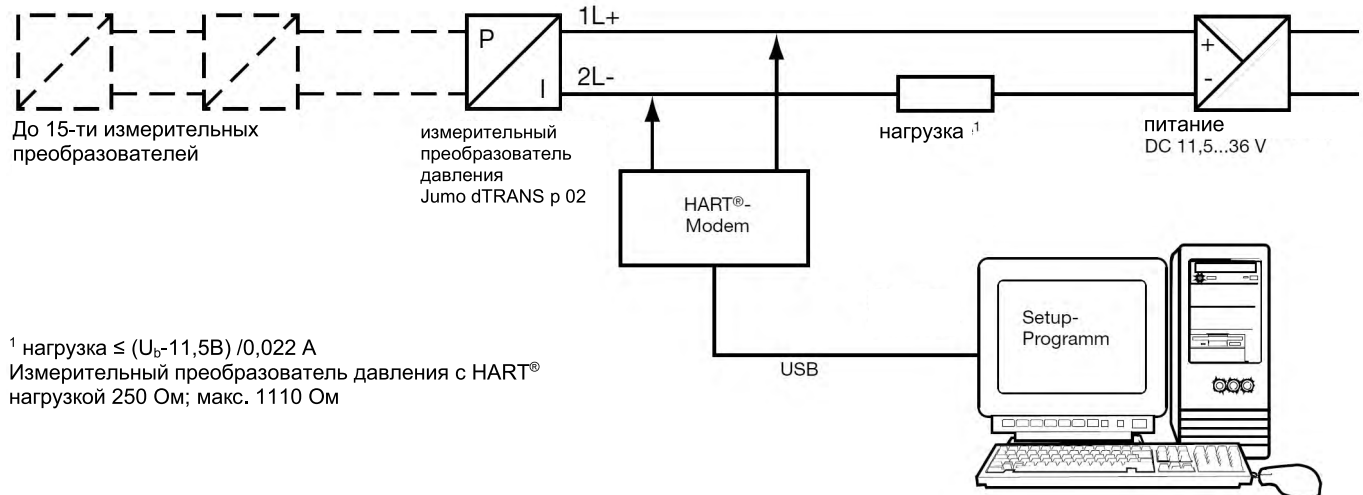 1L+
P
I
2L-
+
-
До 15-ти измерительных
преобразователей
измерительный
преобразователь
давления
Jumo dTRANS p 02
нагрузка ¹
питание
DC 11,5...36 V
HART®-
Modem
Setup-
Programm
USB
¹ нагрузка ≤ (U_b-11,5В) /0,022 А
Измерительный преобразователь давления с HART®
нагрузкой 250 Ом; макс. 1110 Ом